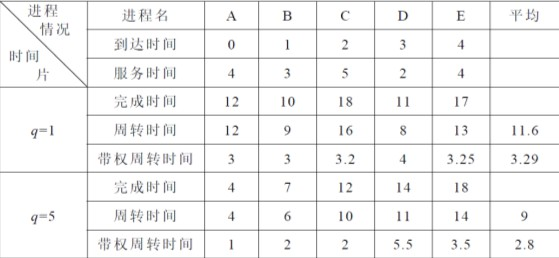 进程情况 进程名 A B C D E 平均
时间片 到达时间 0 1 2 3 4
服务时间 4 3 5 2 4
q=1 完成时间 12 10 18 11 17
周转时间 12 9 16 8 13 11.6
带权周转时间 3 3 3.2 4 3.25 3.29
q=5 完成时间 4 7 12 14 18
周转时间 4 6 10 11 14 9
带权周转时间 1 2 2 5.5 3.5 2.8